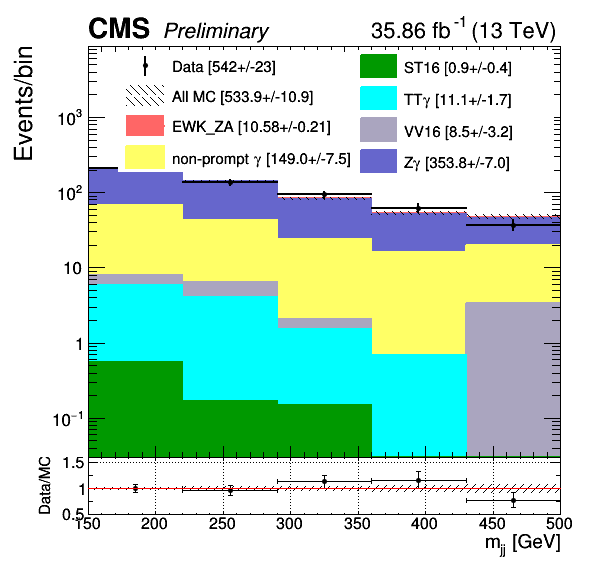 CMS Preliminary 35.86 fb⁻¹ (13 TeV)
Events/bin
Data [542+/-23]
All MC [533.9+/-10.9]
EWK_ZA [10.58+/-0.21]
non-prompt γ [149.0+/-7.5]
ST16 [0.9+/-0.4]
TTγ [11.1+/-1.7]
VV16 [8.5+/-3.2]
Zγ [353.8+/-7.0]
10³
10²
10
1
10⁻¹
Data/MC
1.5
1
0.5
150 200 250 300 350 400 450 500
m_jj [GeV]